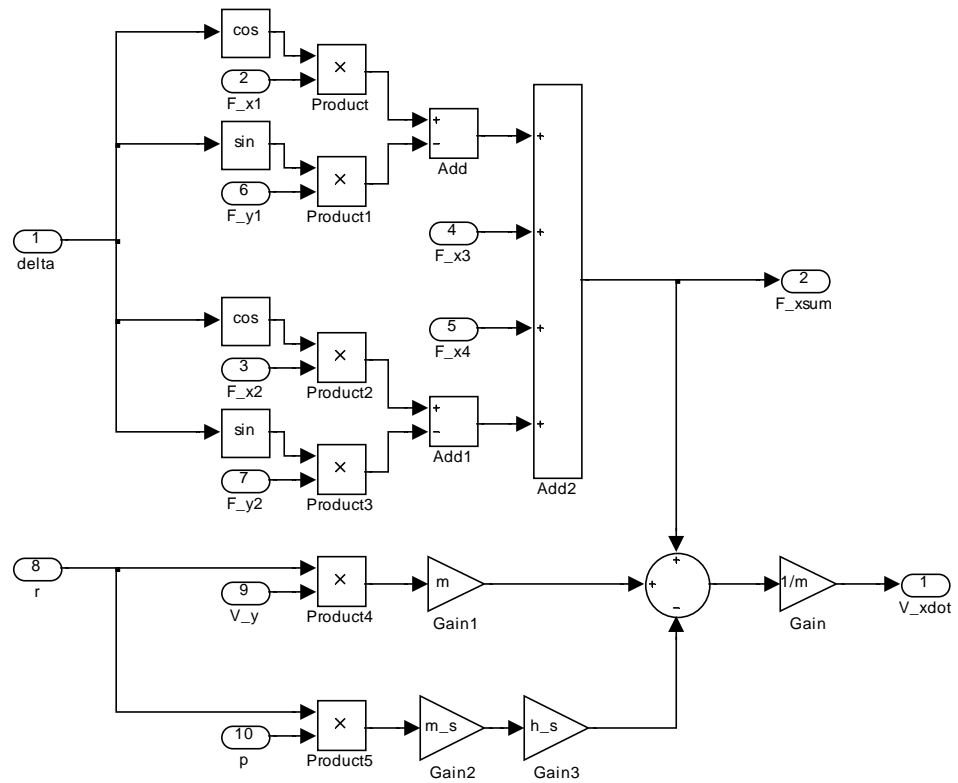 cos
2
F_x1
×
Product
sin
6
F_y1
×
Product1
+
−
Add
1
delta
4
F_x3
5
F_x4
cos
3
F_x2
×
Product2
sin
7
F_y2
×
Product3
+
−
Add1
+
+
+
+
Add2
2
F_xsum
8
r
9
V_y
×
Product4
m
Gain1
+
+
−
1/m
Gain
1
V_xdot
10
p
×
Product5
m_s
Gain2
h_s
Gain3